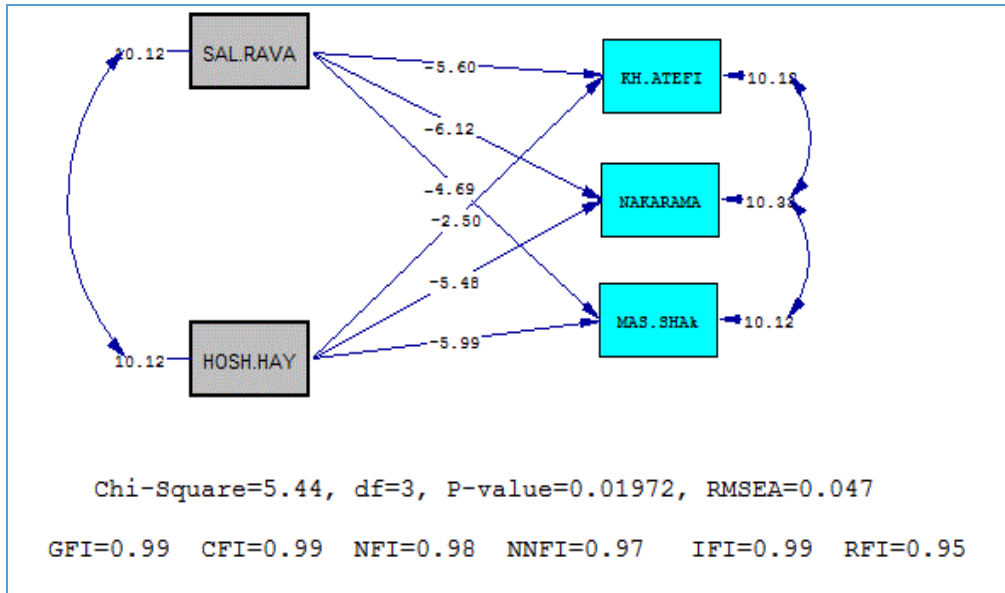 10.12 SAL.RAVA
-5.60
KH.ATEFI 10.18
-6.12
-4.69
NAKARAMA 10.33
-2.50
-5.48
MAS.SHAk 10.12
-5.99
10.12 HOSH.HAY
Chi-Square=5.44, df=3, P-value=0.01972, RMSEA=0.047
GFI=0.99 CFI=0.99 NFI=0.98 NNFI=0.97 IFI=0.99 RFI=0.95